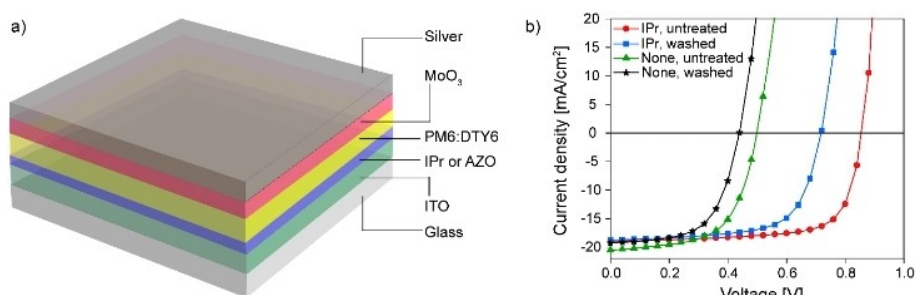 a)
Silver
MoO₃
PM6:DTY6
IPr or AZO
ITO
Glass
b)
Current density [mA/cm²]
20
15
10
5
0
-5
-10
-15
-20
IPr, untreated
IPr, washed
None, untreated
None, washed
0.0 0.2 0.4 0.6 0.8 1.0
Voltage [V]